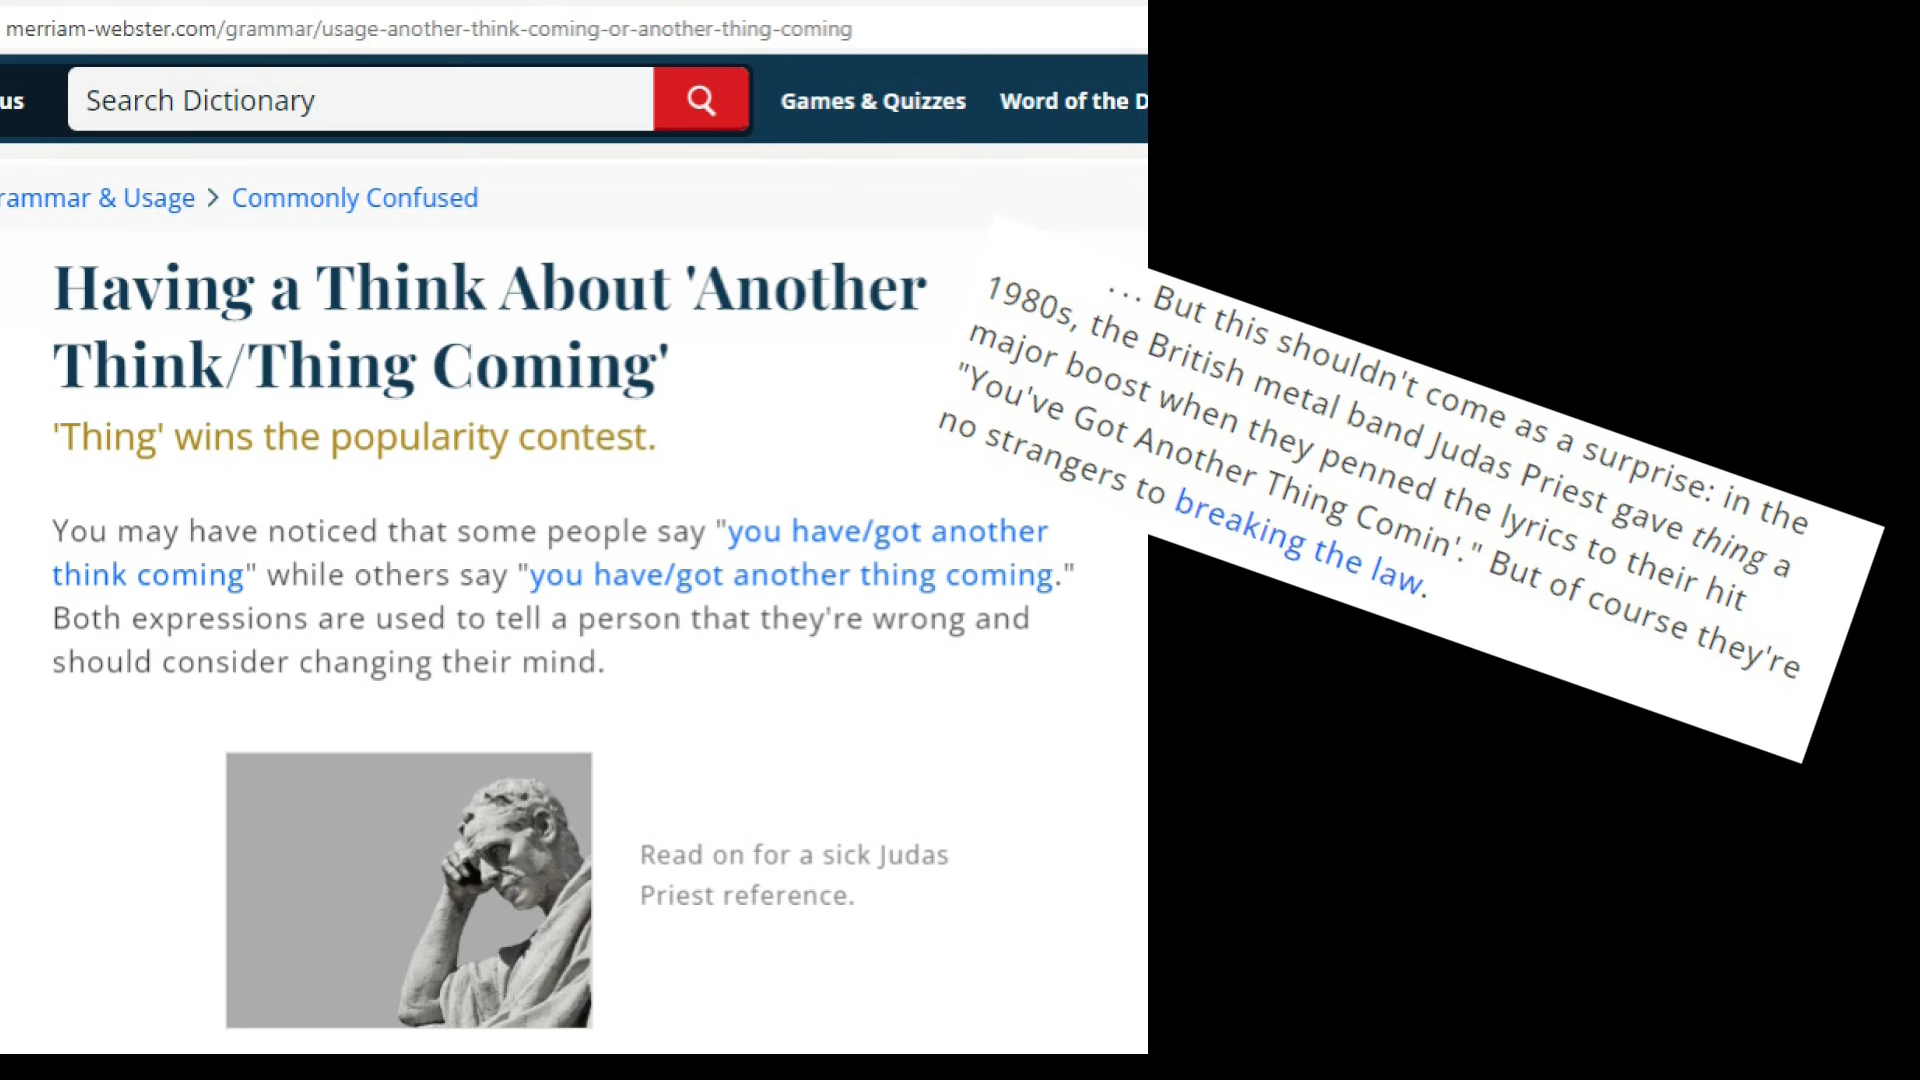 merriam-webster.com/grammar/usage-another-think-coming-or-another-thing-coming
us
Search Dictionary
Games & Quizzes
Word of the D
rammar & Usage > Commonly Confused
Having a Think About 'Another
Think/Thing Coming'
'Thing' wins the popularity contest.
You may have noticed that some people say "you have/got another
think coming" while others say "you have/got another thing coming."
Both expressions are used to tell a person that they're wrong and
should consider changing their mind.
Read on for a sick Judas
Priest reference.
... But this shouldn't come as a surprise: in the
1980s, the British metal band Judas Priest gave thing a
major boost when they penned the lyrics to their hit
"You've Got Another Thing Comin'." But of course they're
no strangers to breaking the law.